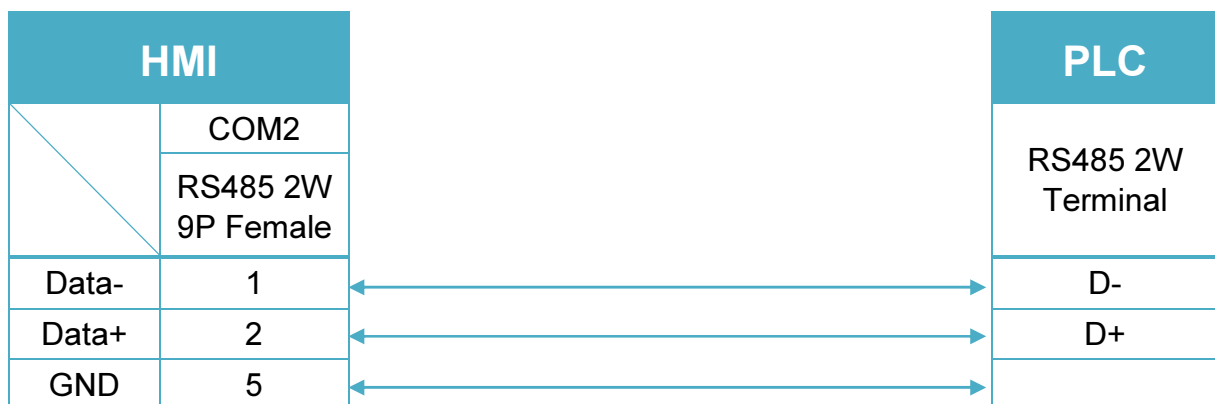 HMI PLC
COM2
RS485 2W
9P Female
RS485 2W
Terminal
Data- 1 D-
Data+ 2 D+
GND 5